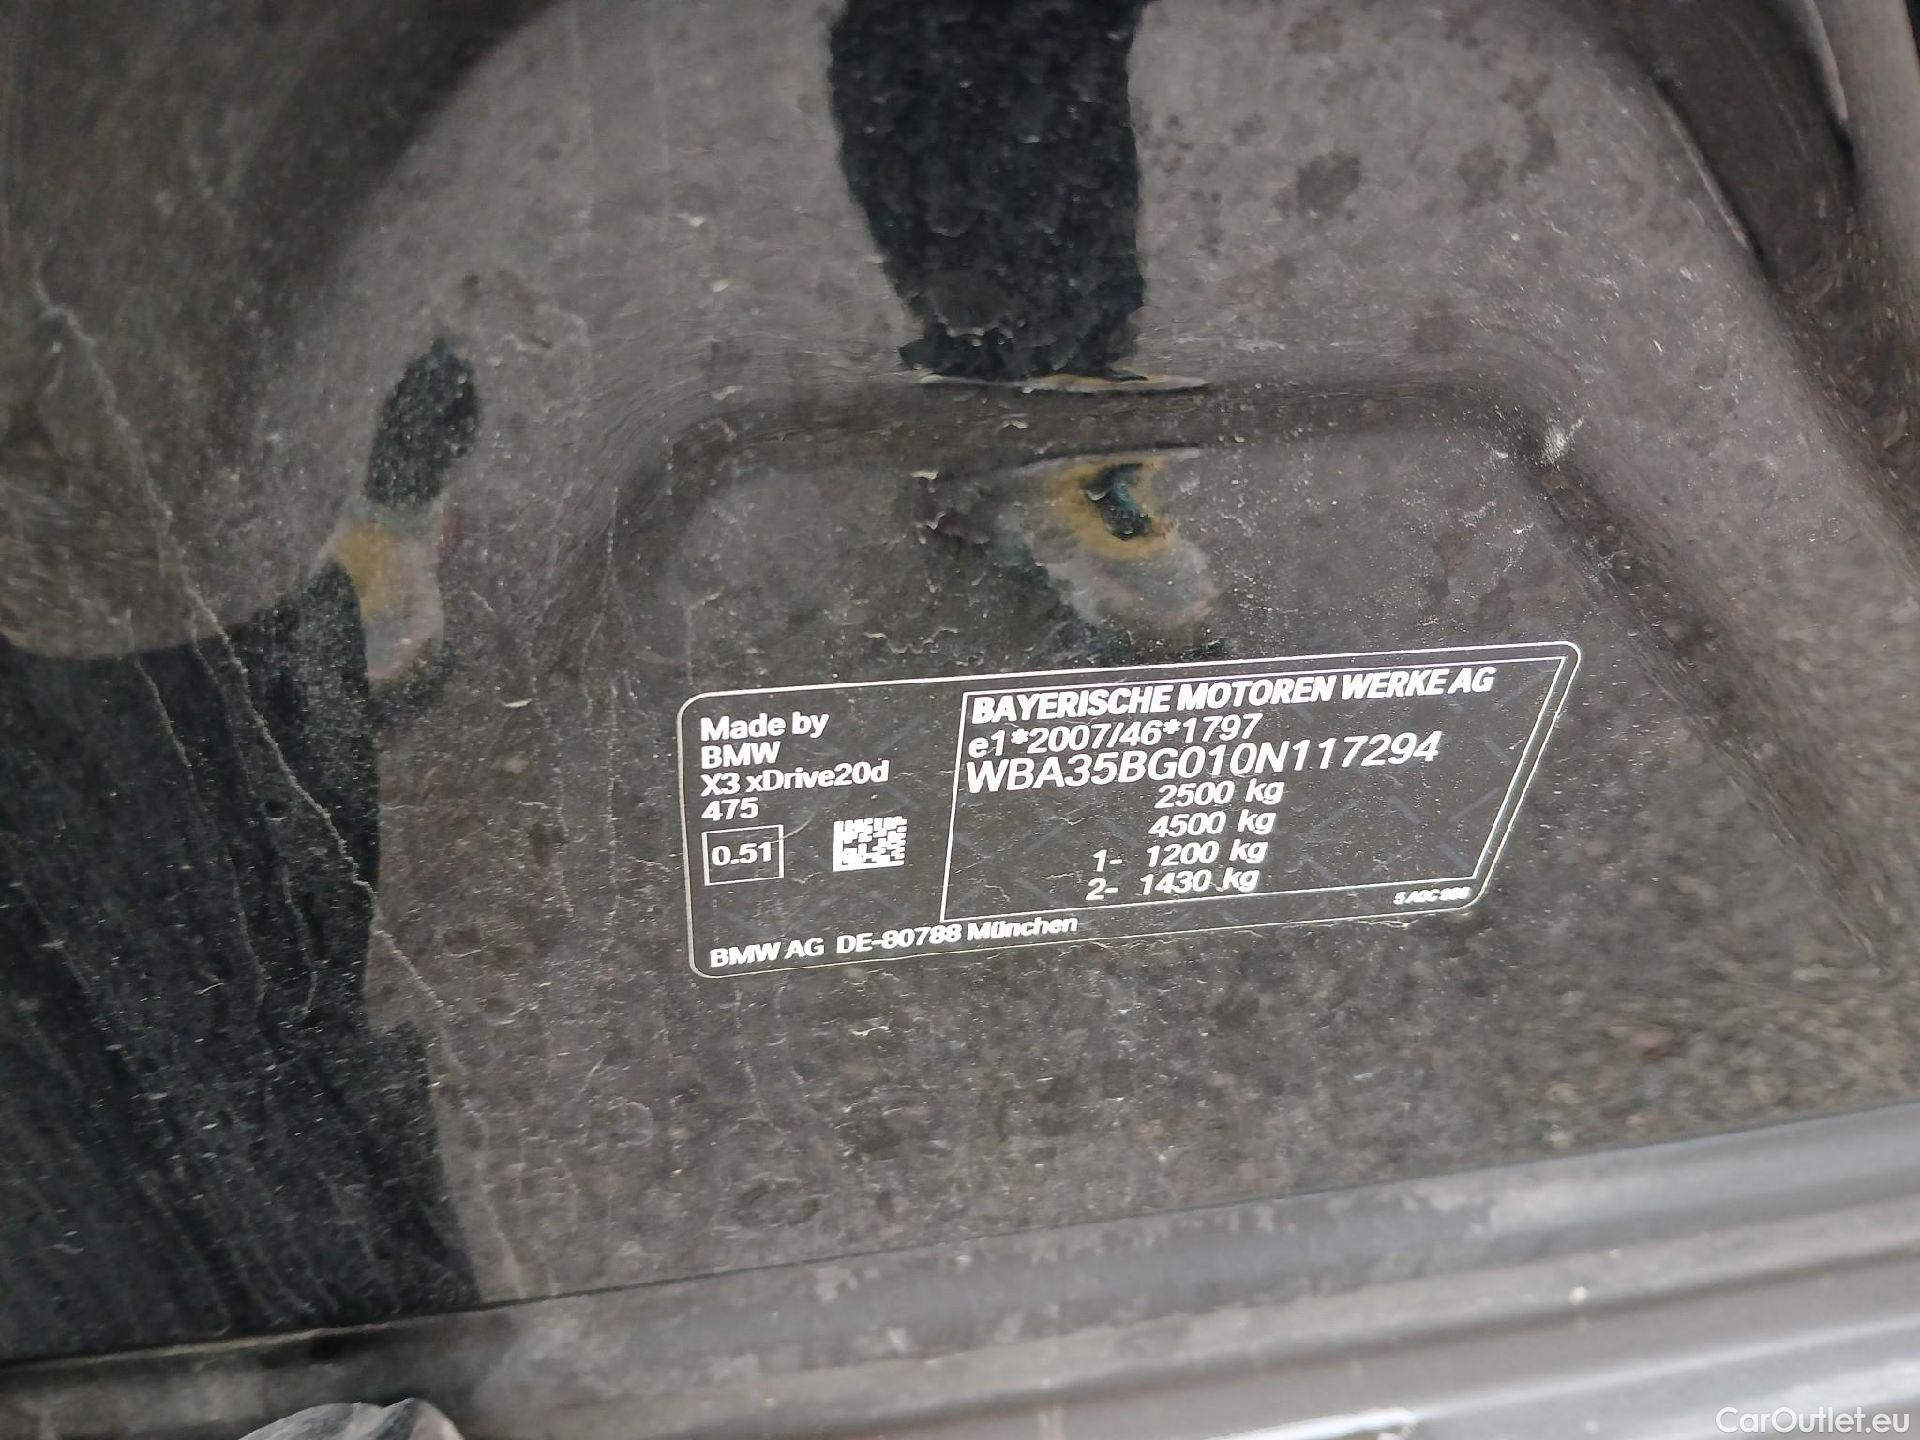 Made by
BMW
X3 xDrive20d
475
0.51
BAYERISCHE MOTOREN WERKE AG
e1*2007/46*1797
WBA35BG010N117294
2500 kg
4500 kg
1- 1200 kg
2- 1430 kg
BMW AG DE-80788 München
CarOutlet.eu